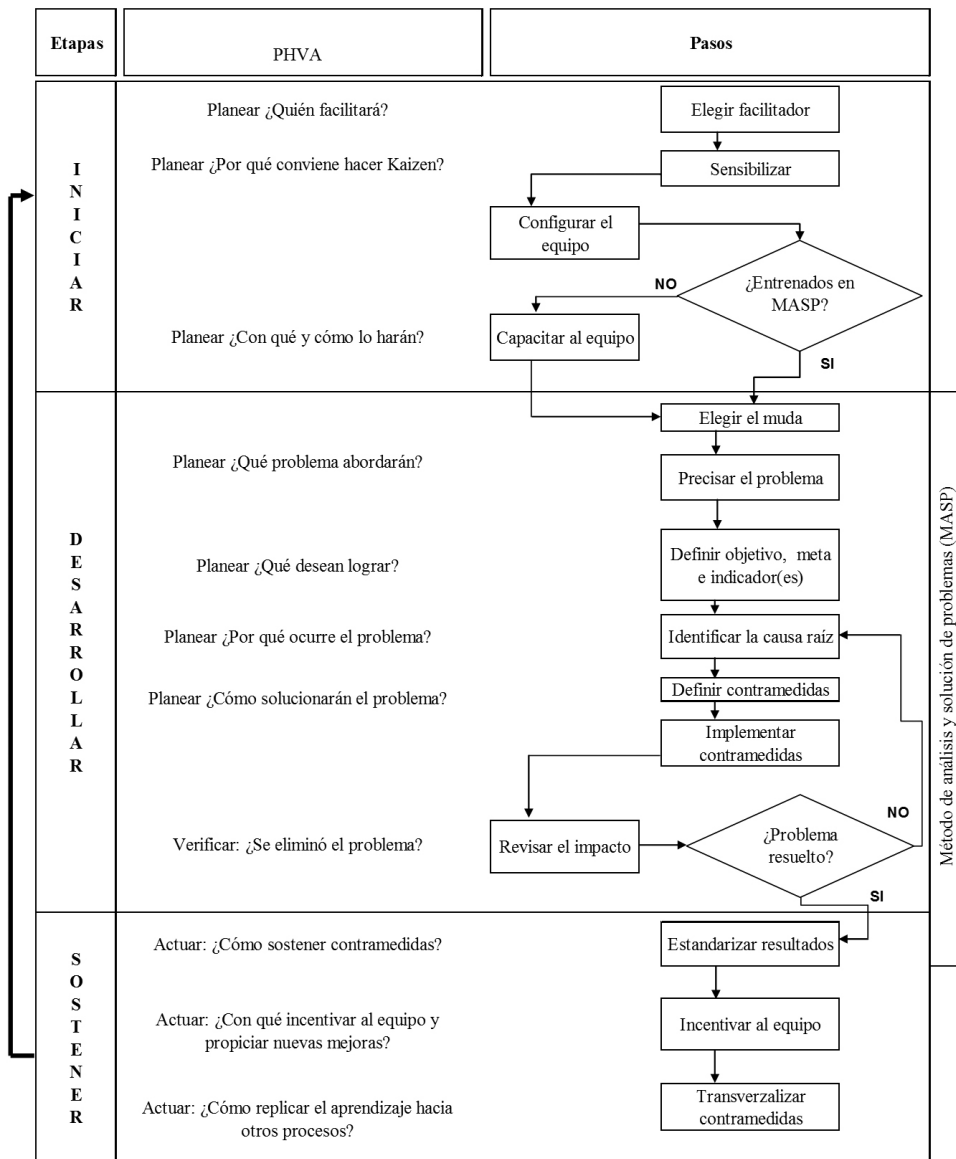 Etapas
PHVA
Pasos
INICIAR
Planear ¿Quién facilitará?
Elegir facilitador
Planear ¿Por qué conviene hacer Kaizen?
Sensibilizar
Configurar el
equipo
¿Entrenados en
MASP?
NO
SI
Planear ¿Con qué y cómo lo harán?
Capacitar al equipo
DESARROLLAR
Elegir el muda
Planear ¿Qué problema abordarán?
Precisar el problema
Planear ¿Qué desean lograr?
Definir objetivo, meta
e indicador(es)
Planear ¿Por qué ocurre el problema?
Identificar la causa raíz
Planear ¿Cómo solucionarán el problema?
Definir contramedidas
Implementar
contramedidas
Verificar: ¿Se eliminó el problema?
Revisar el impacto
¿Problema
resuelto?
NO
SI
Método de análisis y solución de problemas (MASP)
SOSTENER
Actuar: ¿Cómo sostener contramedidas?
Estandarizar resultados
Actuar: ¿Con qué incentivar al equipo y
propiciar nuevas mejoras?
Incentivar al equipo
Actuar: ¿Cómo replicar el aprendizaje hacia
otros procesos?
Transverzalizar
contramedidas